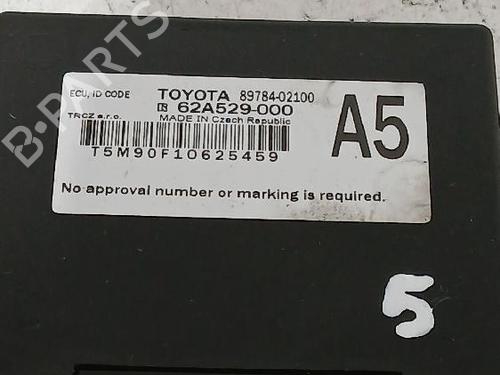 B-PARTS
ECU, ID CODE TOYOTA 89784-02100
62A529-000
TRCZ s.r.o. MADE IN Czech Republic
A5
T5M90F10625459
No approval number or marking is required.
5